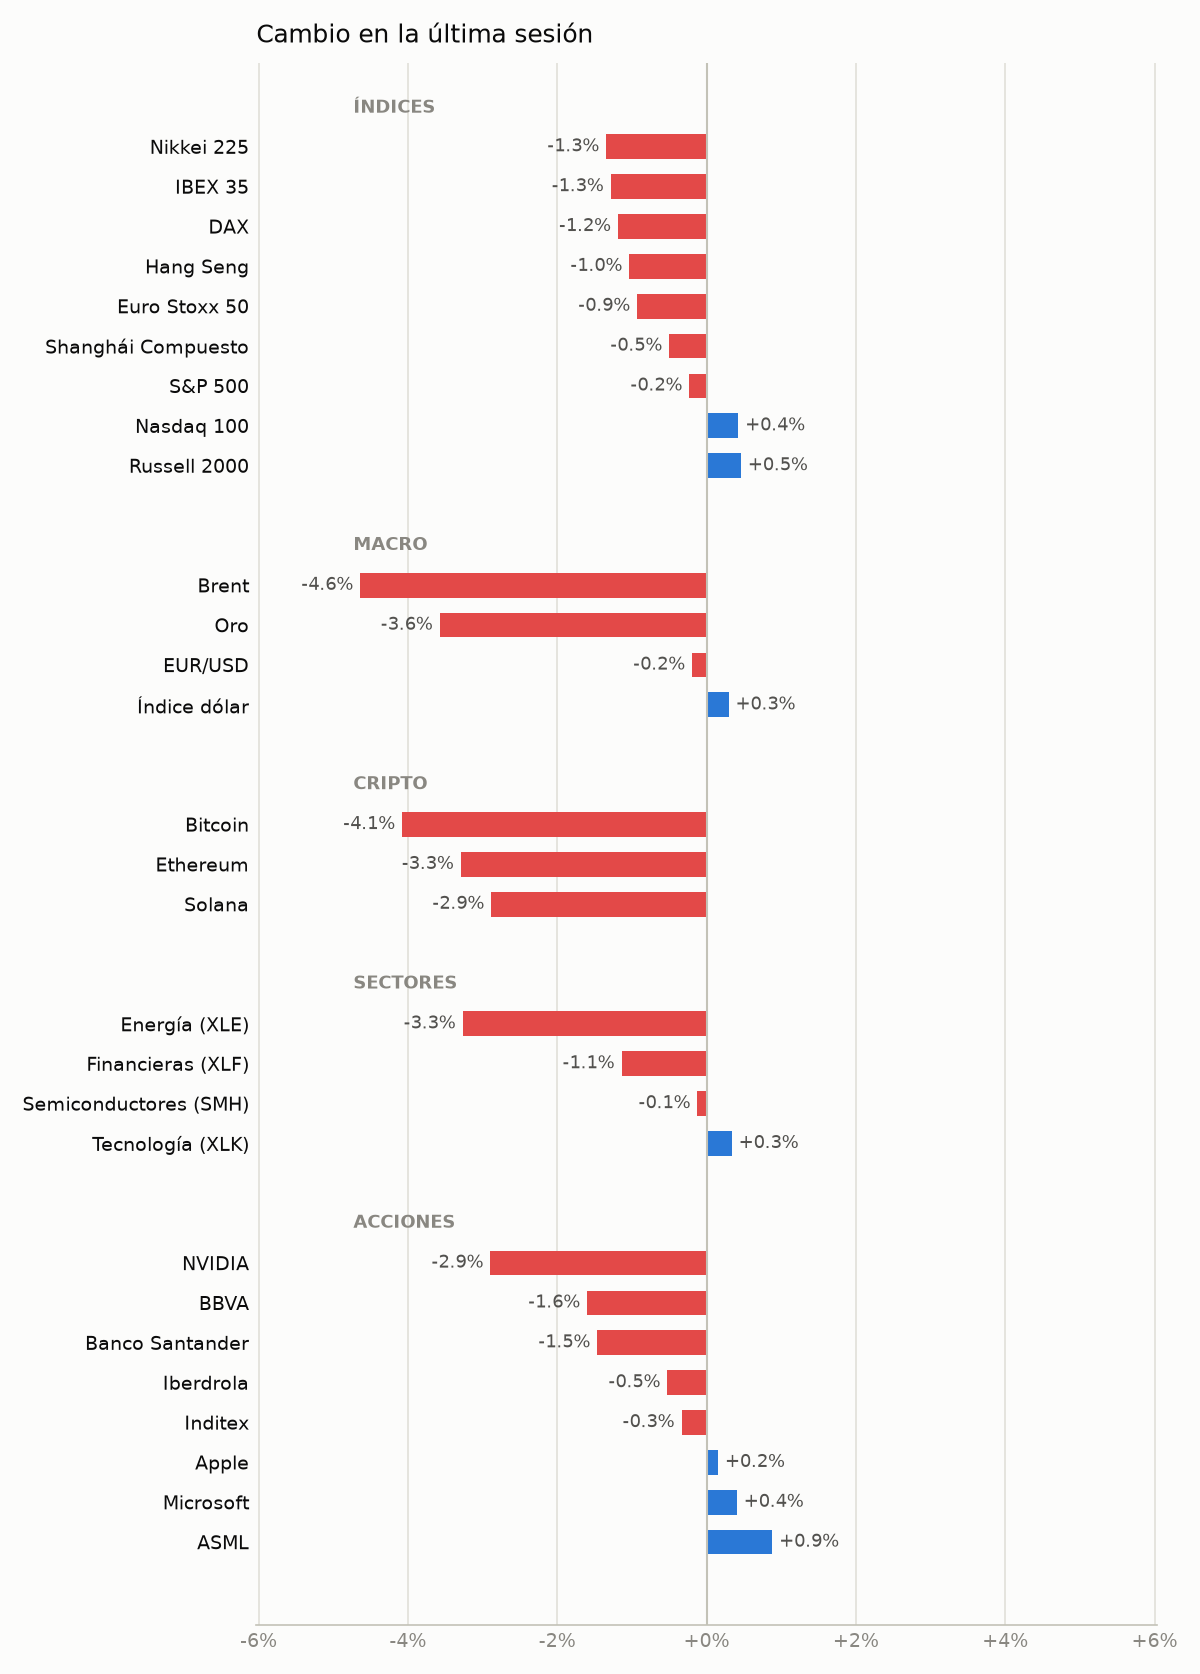 Cambio en la última sesión
ÍNDICES
Nikkei 225 -1.3%
IBEX 35 -1.3%
DAX -1.2%
Hang Seng -1.0%
Euro Stoxx 50 -0.9%
Shanghái Compuesto -0.5%
S&P 500 -0.2%
Nasdaq 100 +0.4%
Russell 2000 +0.5%
MACRO
Brent -4.6%
Oro -3.6%
EUR/USD -0.2%
Índice dólar +0.3%
CRIPTO
Bitcoin -4.1%
Ethereum -3.3%
Solana -2.9%
SECTORES
Energía (XLE) -3.3%
Financieras (XLF) -1.1%
Semiconductores (SMH) -0.1%
Tecnología (XLK) +0.3%
ACCIONES
NVIDIA -2.9%
BBVA -1.6%
Banco Santander -1.5%
Iberdrola -0.5%
Inditex -0.3%
Apple +0.2%
Microsoft +0.4%
ASML +0.9%
-6% -4% -2% +0% +2% +4% +6%